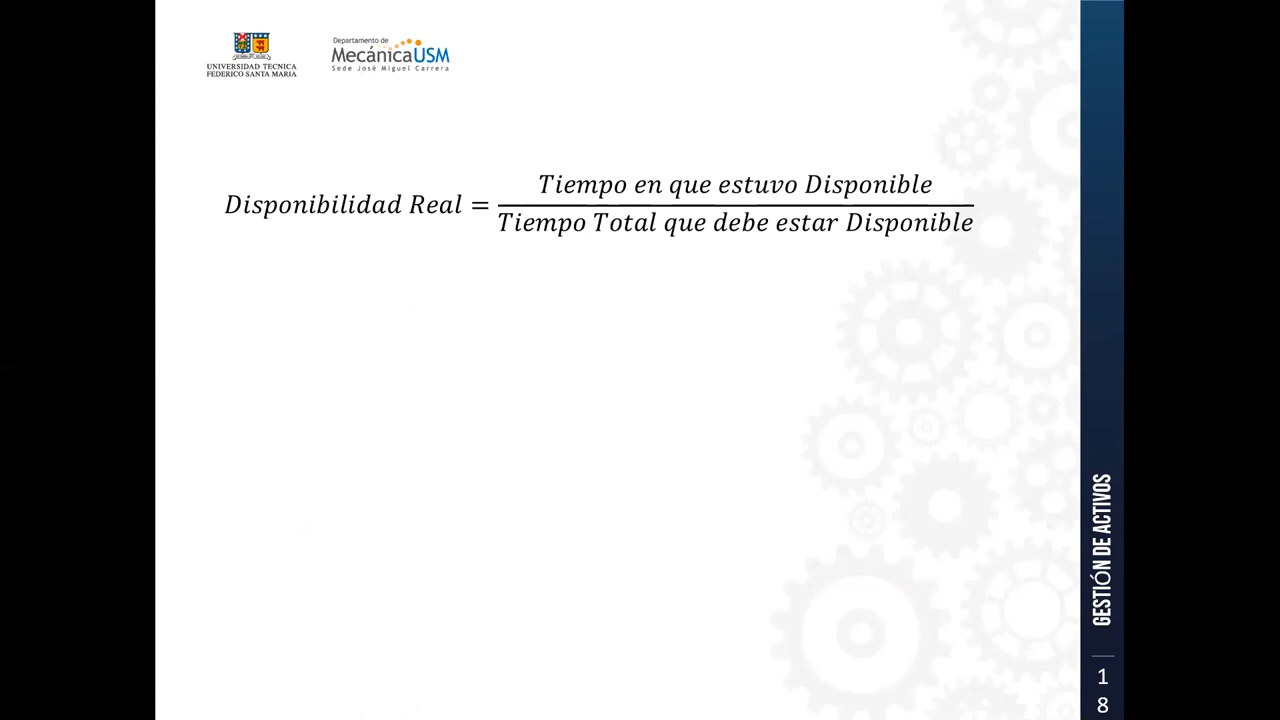 UNIVERSIDAD TECNICA
FEDERICO SANTA MARIA
Departamento de
MecánicaUSM
Sede José Miguel Carrera
Disponibilidad Real = Tiempo en que estuvo Disponible
Tiempo Total que debe estar Disponible
GESTIÓN DE ACTIVOS
1
8